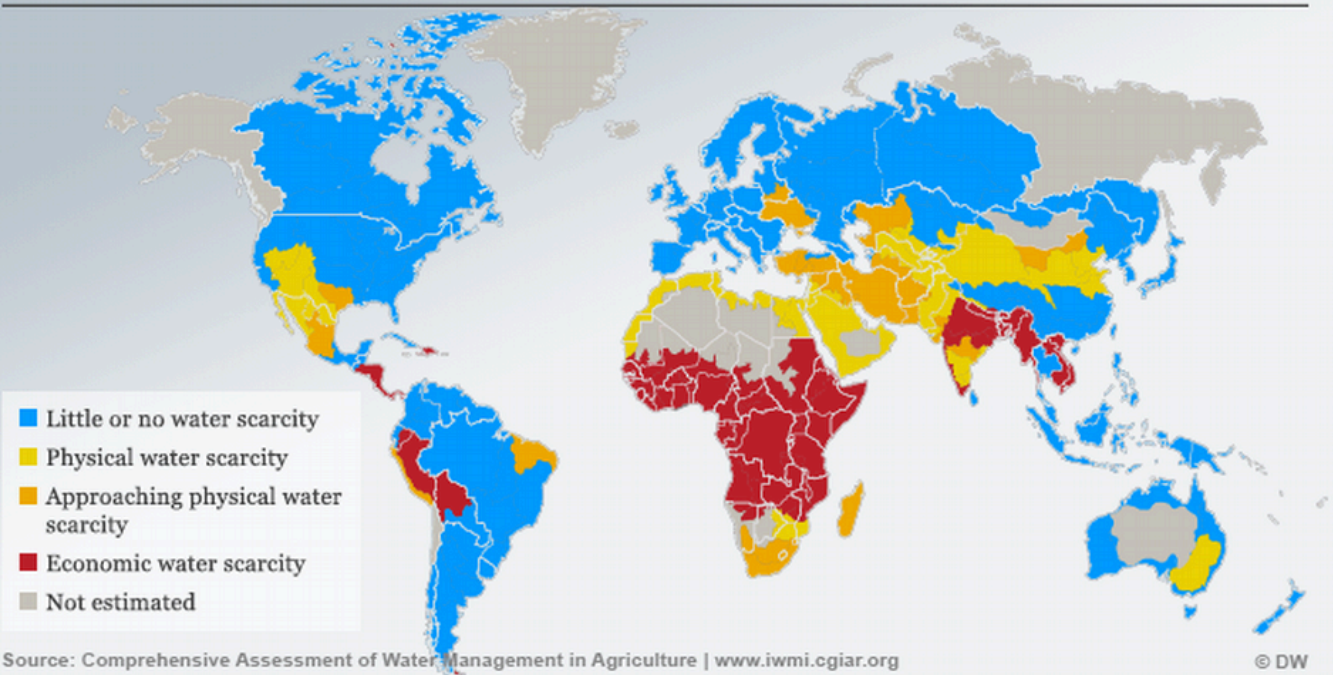 Little or no water scarcity
Physical water scarcity
Approaching physical water
scarcity
Economic water scarcity
Not estimated
Source: Comprehensive Assessment of Water Management in Agriculture | www.iwmi.cgiar.org
© DW